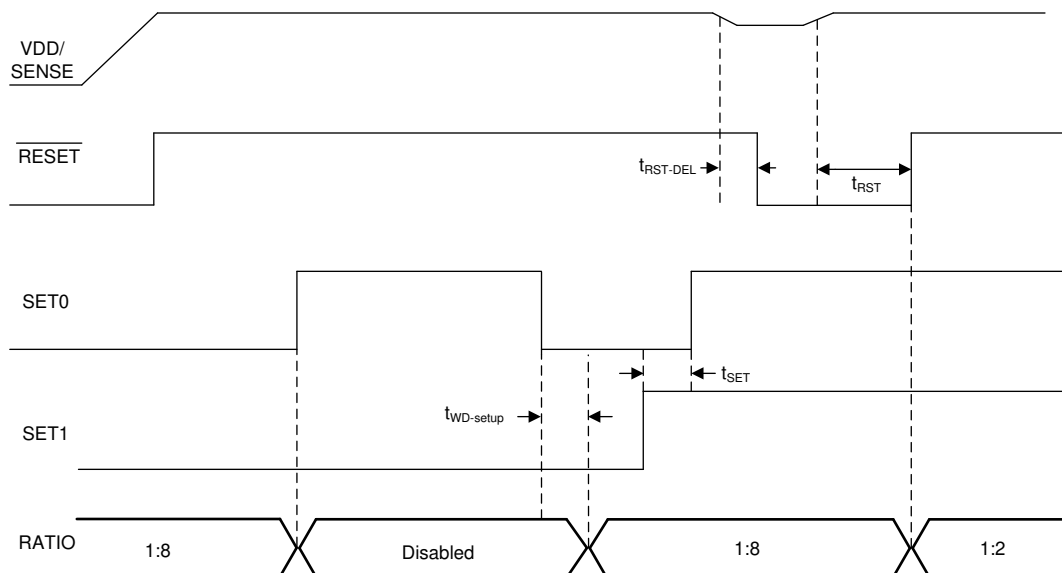 VDD/
SENSE
RESET
tRST-DEL
tRST
SET0
tSET
tWD-setup
SET1
RATIO
1:8
Disabled
1:8
1:2